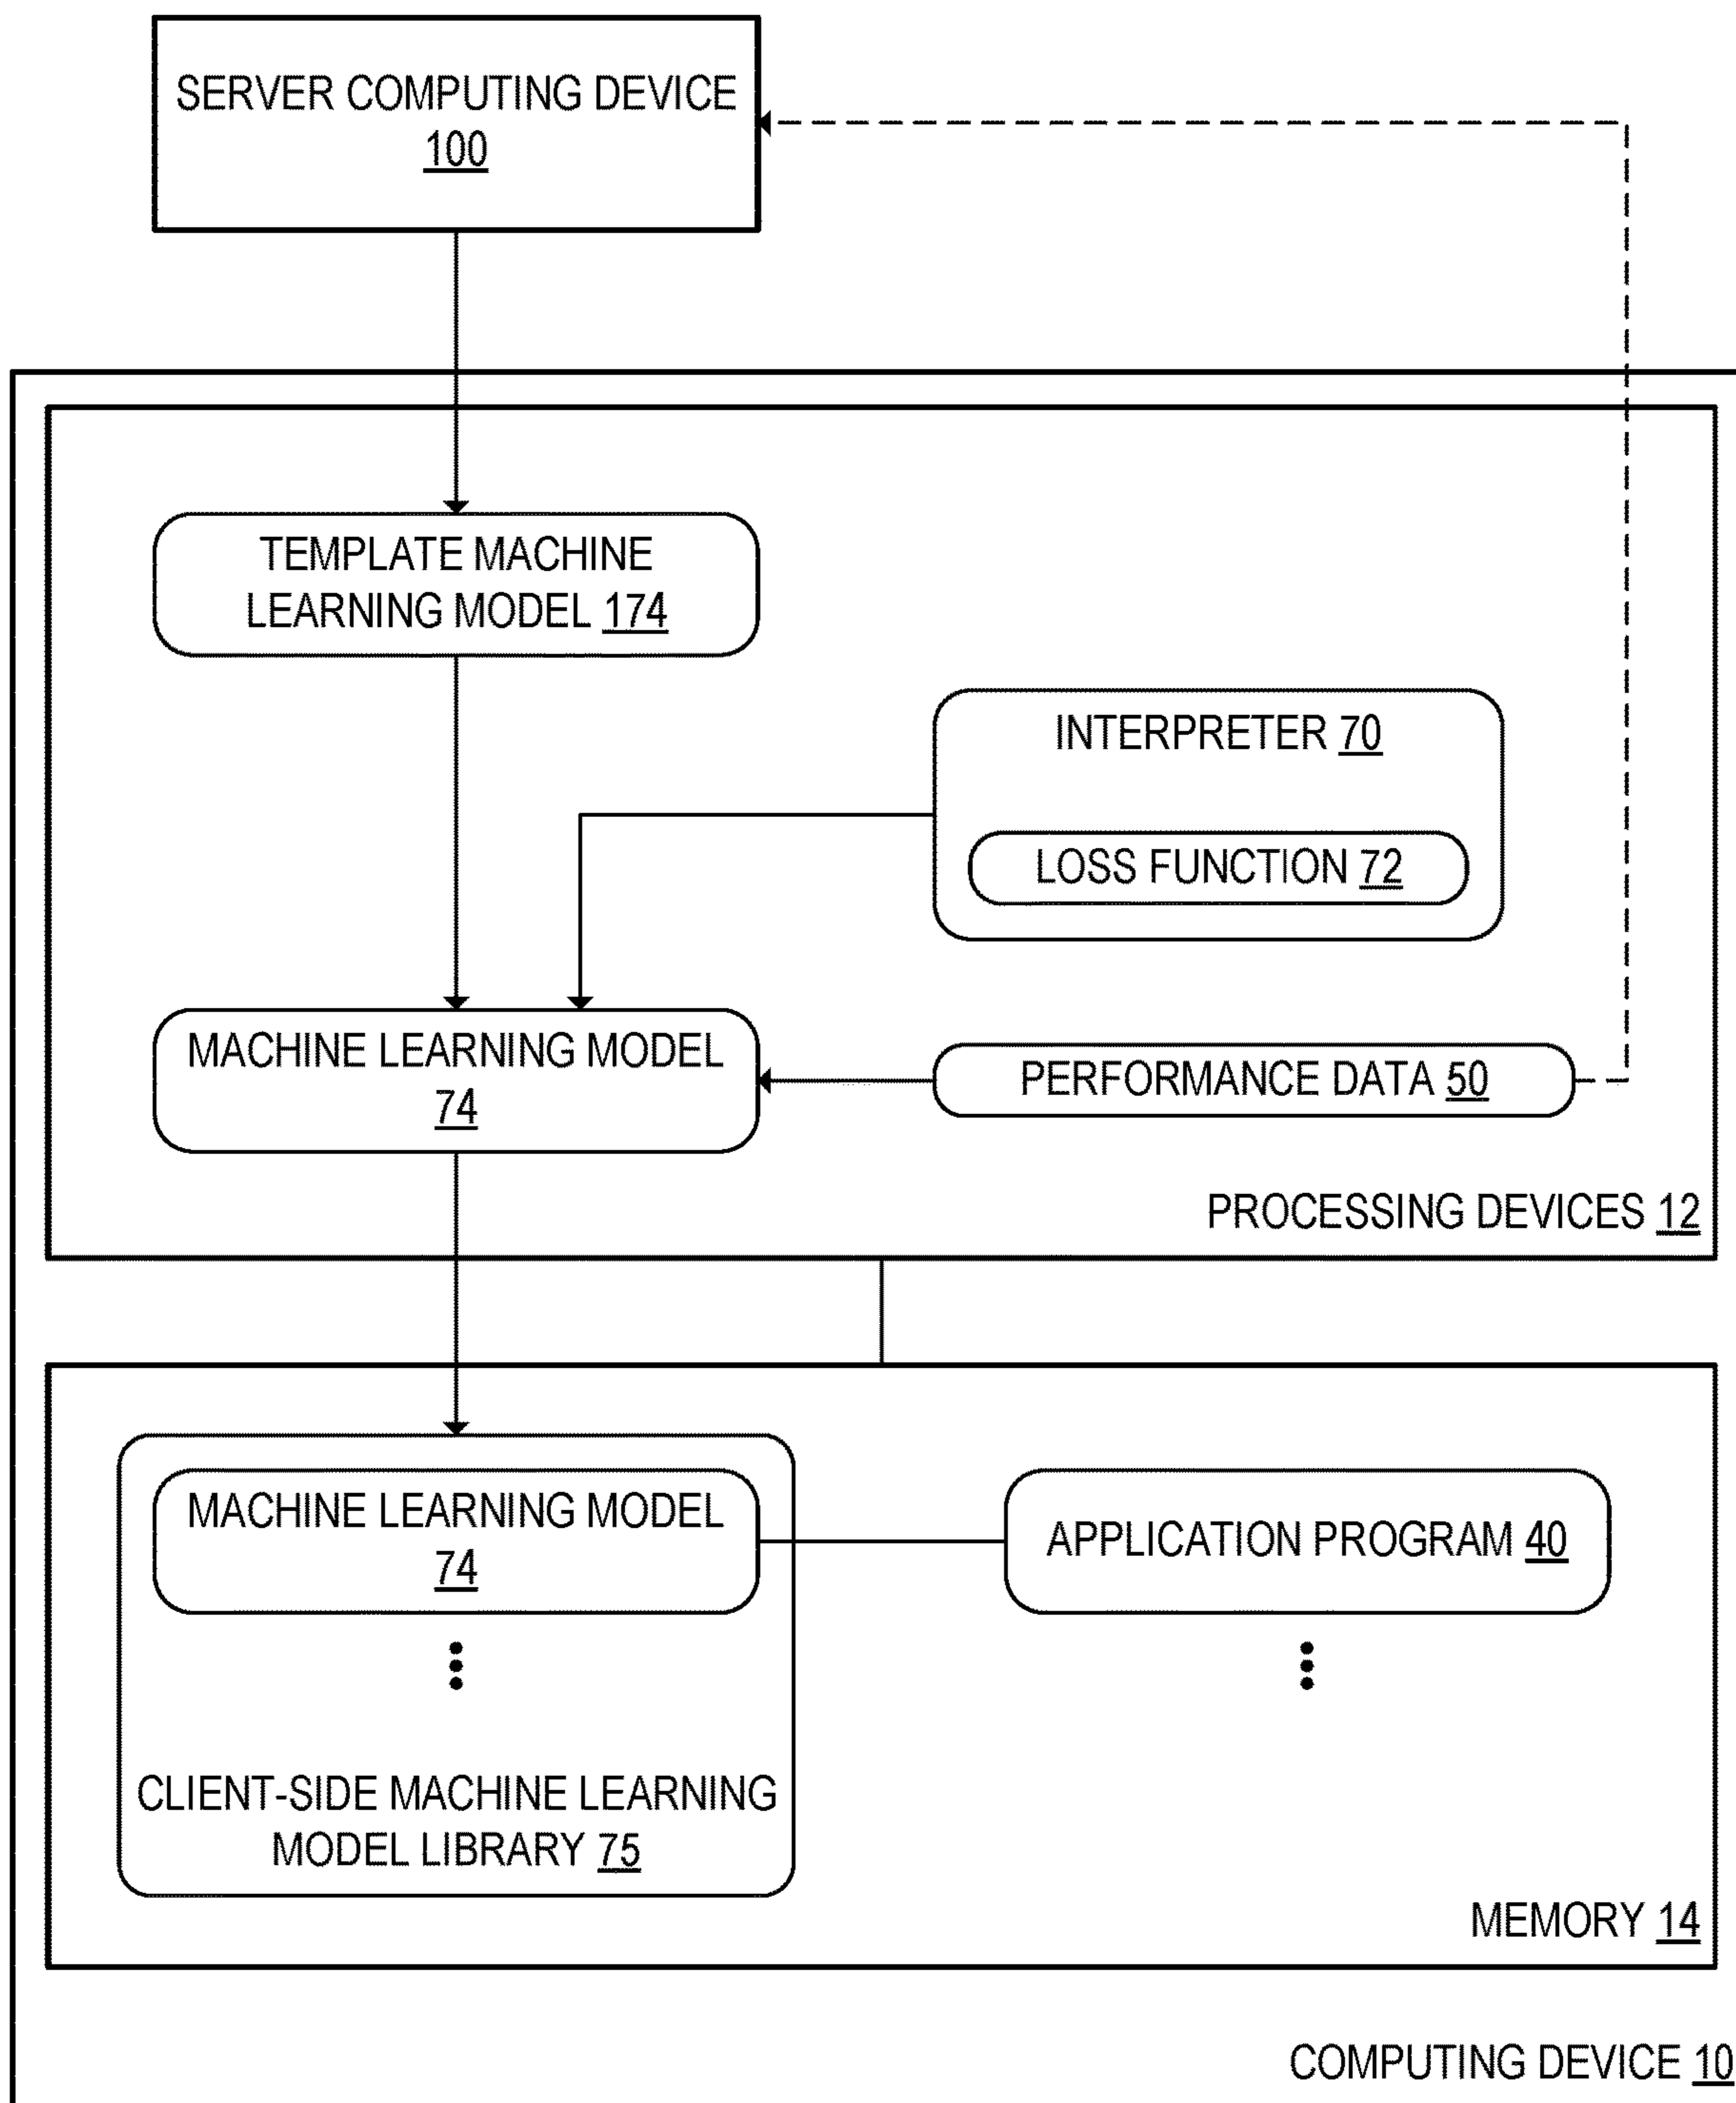 SERVER COMPUTING DEVICE
100
TEMPLATE MACHINE
LEARNING MODEL 174
INTERPRETER 70
LOSS FUNCTION 72
MACHINE LEARNING MODEL
74
PERFORMANCE DATA 50
PROCESSING DEVICES 12
MACHINE LEARNING MODEL
74
APPLICATION PROGRAM 40
CLIENT-SIDE MACHINE LEARNING
MODEL LIBRARY 75
MEMORY 14
COMPUTING DEVICE 10